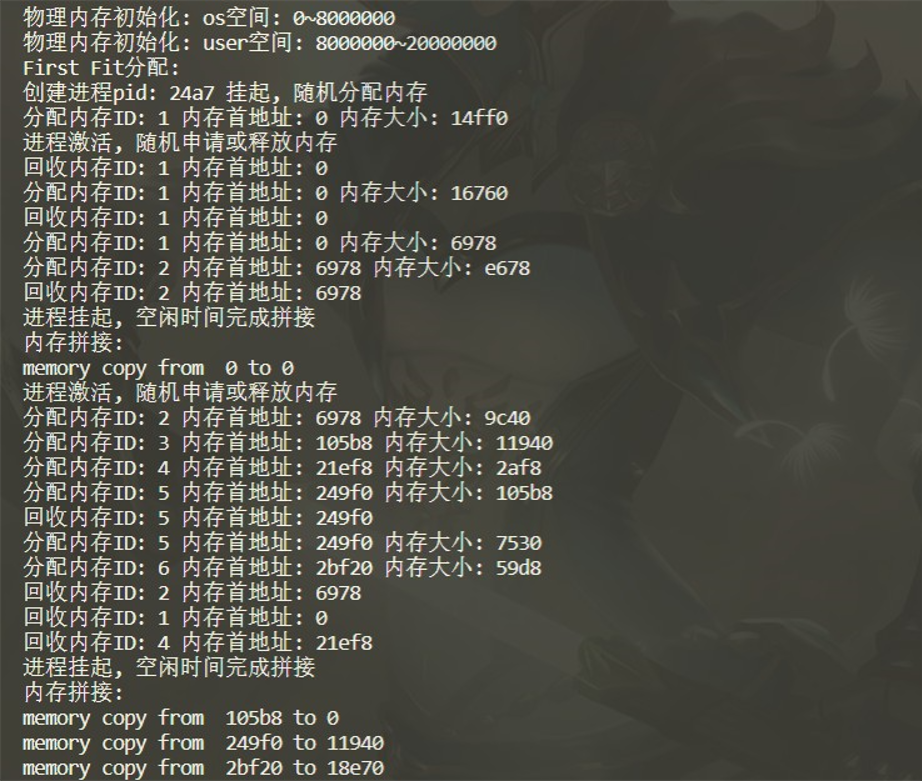 物理内存初始化: os空间: 0~8000000
物理内存初始化: user空间: 8000000~20000000
First Fit分配:
创建进程pid: 24a7 挂起, 随机分配内存
分配内存ID: 1 内存首地址: 0 内存大小: 14ff0
进程激活, 随机申请或释放内存
回收内存ID: 1 内存首地址: 0
分配内存ID: 1 内存首地址: 0 内存大小: 16760
回收内存ID: 1 内存首地址: 0
分配内存ID: 1 内存首地址: 0 内存大小: 6978
分配内存ID: 2 内存首地址: 6978 内存大小: e678
回收内存ID: 2 内存首地址: 6978
进程挂起, 空闲时间完成拼接
内存拼接:
memory copy from  0 to 0
进程激活, 随机申请或释放内存
分配内存ID: 2 内存首地址: 6978 内存大小: 9c40
分配内存ID: 3 内存首地址: 105b8 内存大小: 11940
分配内存ID: 4 内存首地址: 21ef8 内存大小: 2af8
分配内存ID: 5 内存首地址: 249f0 内存大小: 105b8
回收内存ID: 5 内存首地址: 249f0
分配内存ID: 5 内存首地址: 249f0 内存大小: 7530
分配内存ID: 6 内存首地址: 2bf20 内存大小: 59d8
回收内存ID: 2 内存首地址: 6978
回收内存ID: 1 内存首地址: 0
回收内存ID: 4 内存首地址: 21ef8
进程挂起, 空闲时间完成拼接
内存拼接:
memory copy from  105b8 to 0
memory copy from  249f0 to 11940
memory copy from  2bf20 to 18e70